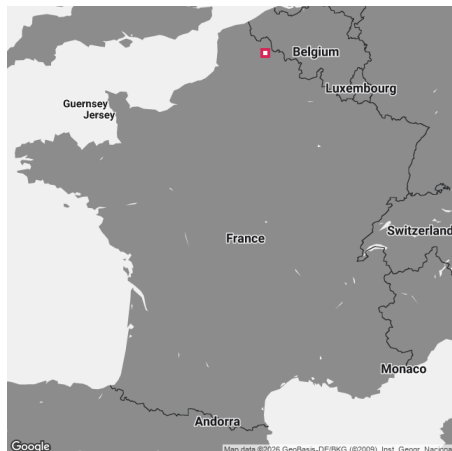 Belgium
Luxembourg
Guernsey
Jersey
Switzerland
France
Monaco
Andorra
Google
Map data ©2026 GeoBasis-DE/BKG (©2009), Inst. Geogr. Nacional